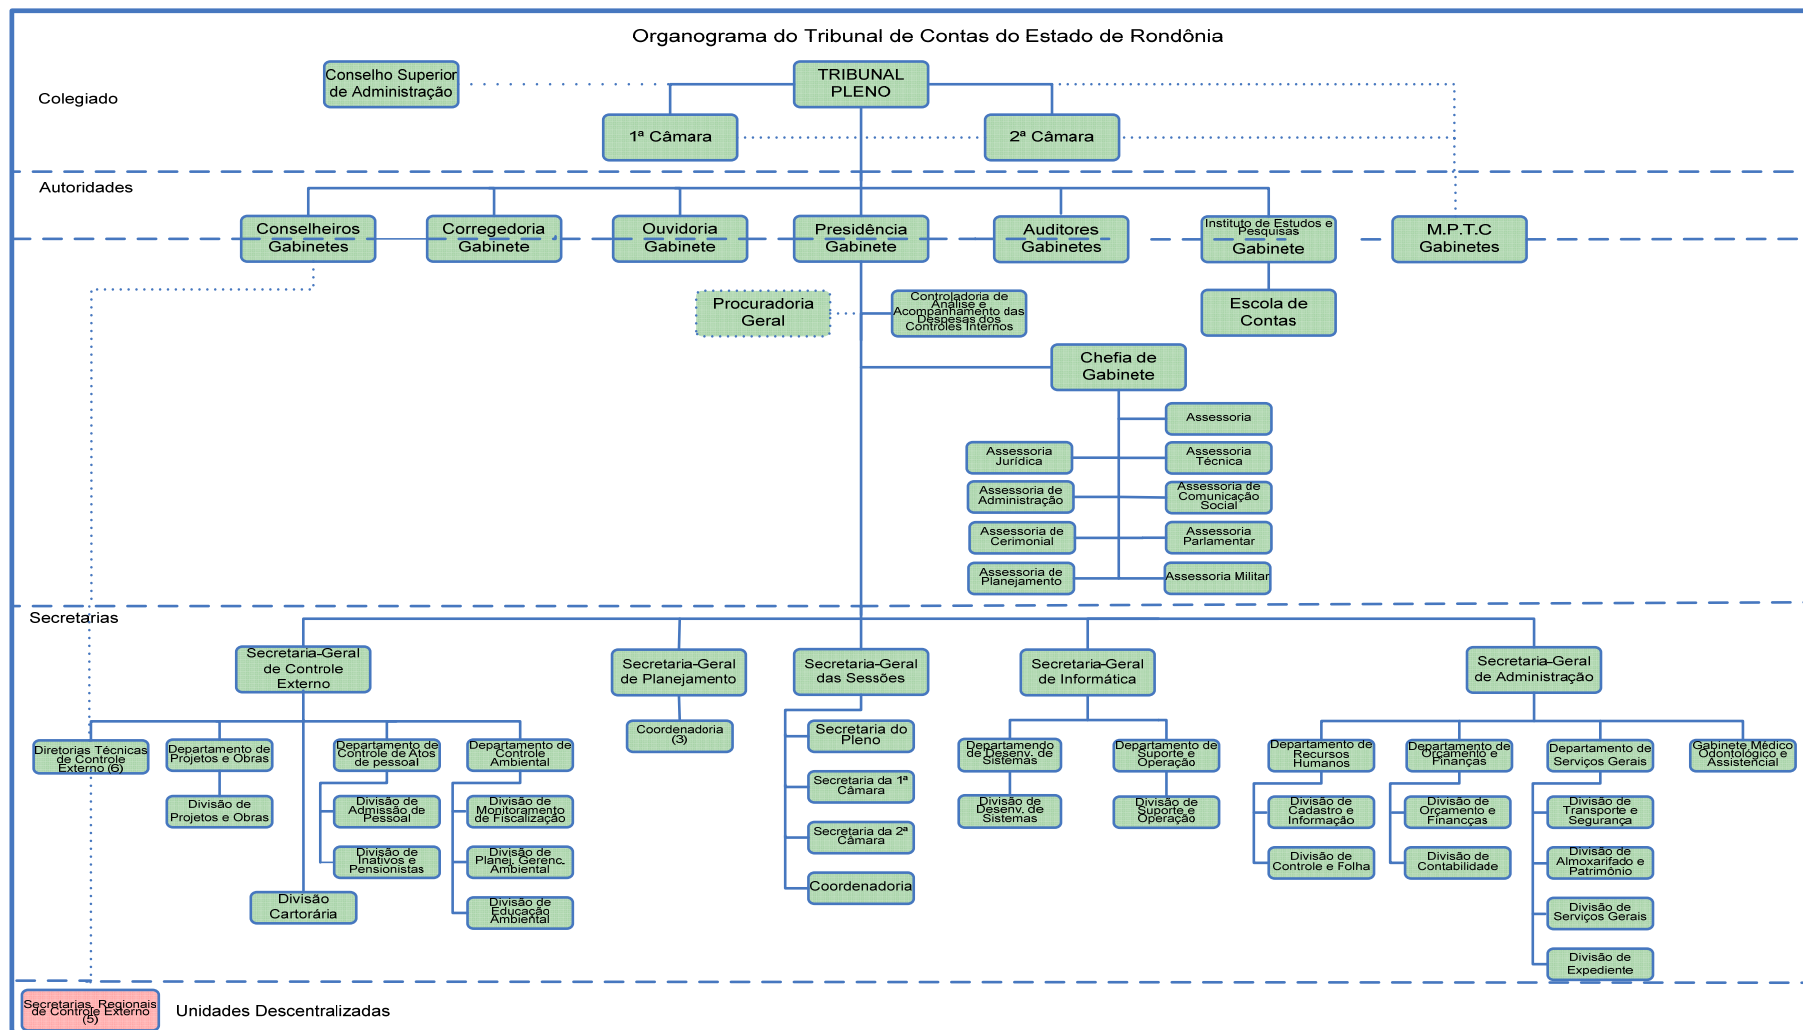 Organograma do Tribunal de Contas do Estado de Rondônia
Colegiado
Conselho Superior
de Administração
TRIBUNAL
PLENO
1ª Câmara
2ª Câmara
Autoridades
Conselheiros
Gabinetes
Corregedoria
Gabinete
Ouvidoria
Gabinete
Presidência
Gabinete
Auditores
Gabinetes
Instituto de Estudos e
Pesquisas
Gabinete
M.P.T.C
Gabinetes
Procuradoria
Geral
Controladoria de
Análise e
Acompanhamento das
Despesas dos
Controles Internos
Escola de
Contas
Chefia de
Gabinete
Assessoria
Assessoria
Jurídica
Assessoria
Técnica
Assessoria de
Administração
Assessoria de
Comunicação
Social
Assessoria de
Cerimonial
Assessoria
Parlamentar
Assessoria de
Planejamento
Assessoria Militar
Secretarias
Secretaria-Geral
de Controle
Externo
Secretaria-Geral
de Planejamento
Secretaria-Geral
das Sessões
Secretaria-Geral
de Informática
Secretaria-Geral
de Administração
Diretorias Técnicas
de Controle
Externo (6)
Departamento de
Projetos e Obras
Departamento de
Controle de Atos
de pessoal
Departamento de
Controle
Ambiental
Coordenadoria
(3)
Secretaria do
Pleno
Departamendo
de Desenv. de
Sistemas
Departamento de
Suporte e
Operação
Departamento de
Recursos
Humanos
Departamento de
Orçamento e
Finanças
Departamento de
Serviços Gerais
Gabinete Médico
Odontológico e
Assistencial
Divisão de
Projetos e Obras
Divisão de
Admissão de
Pessoal
Divisão de
Monitoramento
de Fiscalização
Secretaria da 1ª
Câmara
Divisão de
Desenv. de
Sistemas
Divisão de
Suporte e
Operação
Divisão de
Cadastro e
Informação
Divisão de
Orçamento e
Financças
Divisão de
Transporte e
Segurança
Divisão de
Inativos e
Pensionistas
Divisão de
Planej. Gerenc.
Ambiental
Secretaria da 2ª
Câmara
Divisão de
Controle e Folha
Divisão de
Contabilidade
Divisão de
Almoxarifado e
Patrimônio
Divisão
Cartorária
Divisão de
Educação
Ambiental
Coordenadoria
Divisão de
Serviços Gerais
Divisão de
Expediente
Secretarias Regionais
de Controle Externo
(5)
Unidades Descentralizadas